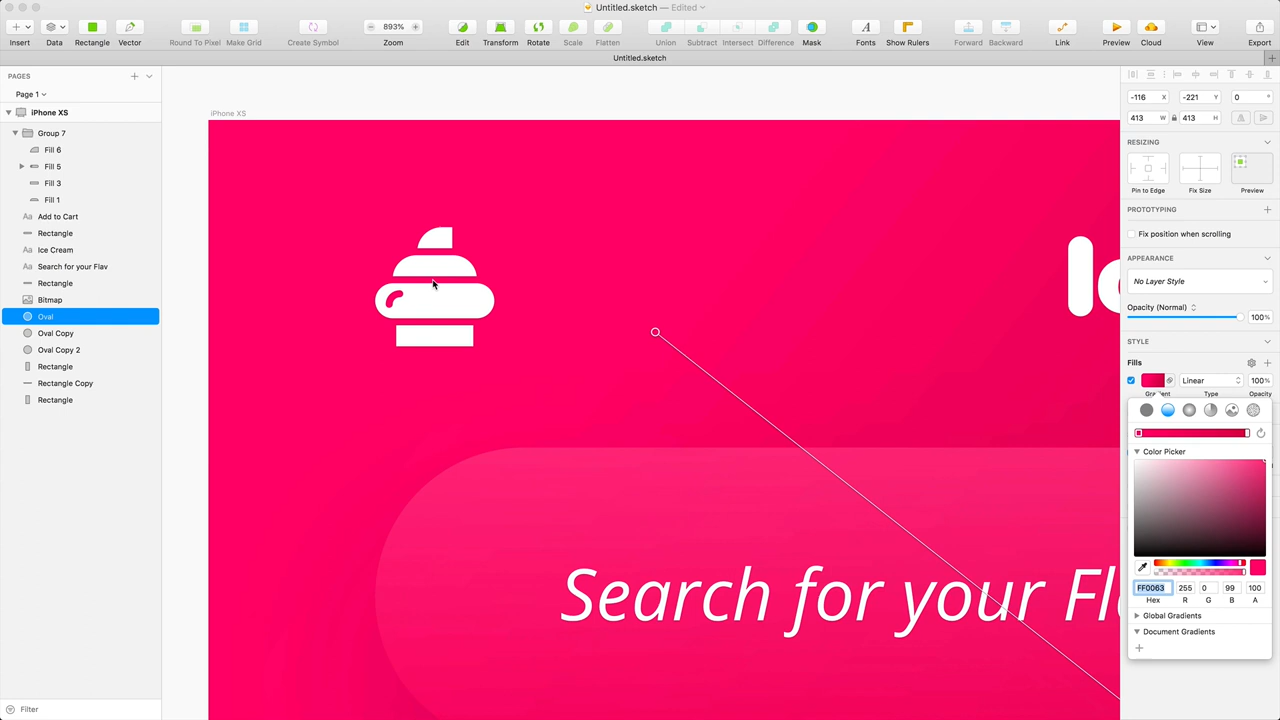 Untitled.sketch — Edited
Insert Data Rectangle Vector Round To Pixel Make Grid Create Symbol 893% Zoom Edit Transform Rotate Scale Flatten Union Subtract Intersect Difference Mask Fonts Show Rulers Forward Backward Link Preview Cloud View Export
Untitled.sketch
PAGES
Page 1
iPhone XS
Group 7
Fill 6
Fill 5
Fill 3
Fill 1
Aa Add to Cart
Rectangle
Aa Ice Cream
Aa Search for your Flav
Rectangle
Bitmap
Oval
Oval Copy
Oval Copy 2
Rectangle
Rectangle Copy
Rectangle
Filter
iPhone XS
Search for your Fl
-116 X -221 Y 0 °
413 W 413 H
RESIZING
Pin to Edge Fix Size Preview
PROTOTYPING
Fix position when scrolling
APPEARANCE
No Layer Style
Opacity (Normal) 100%
STYLE
Fills
Linear 100%
Gradient Type Opacity
Color Picker
FF0063 255 0 99 100
Hex R G B A
Global Gradients
Document Gradients